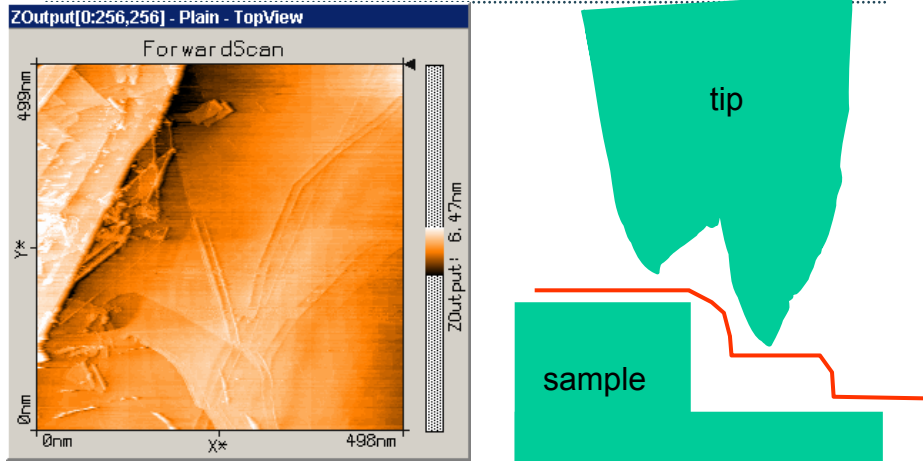 ZOutput[0:256,256] - Plain - TopView
ForwardScan
499nm
Y*
0nm
0nm
X*
498nm
ZOutput: 6.47nm
tip
sample